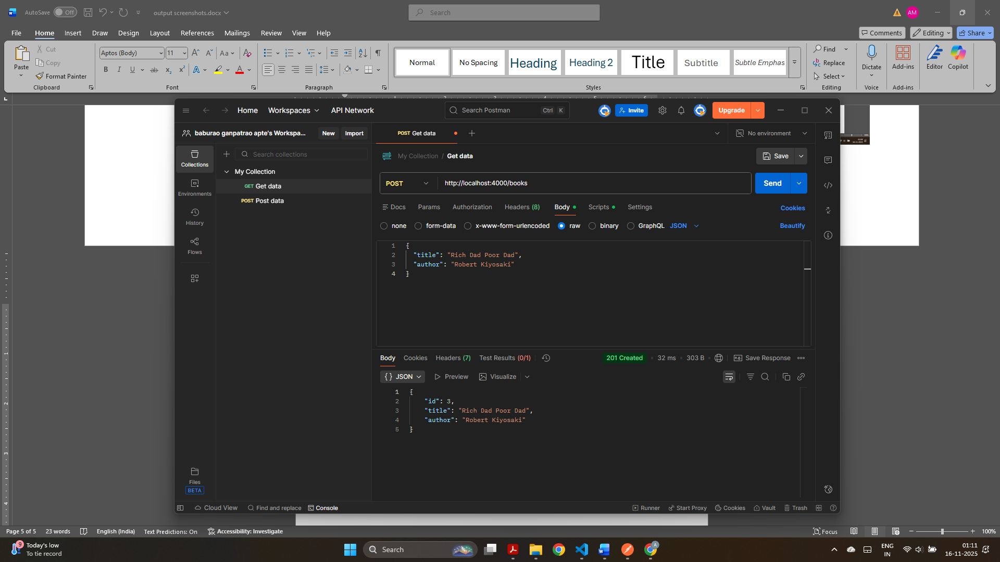 AutoSave Off output screenshots.docx Search AM
File Home Insert Draw Design Layout References Mailings Review View Help Comments Editing Share
Paste Cut Copy Format Painter Clipboard
Aptos (Body) 11 Aa Font
B I U ab x₂ x² A A
Paragraph
Normal No Spacing Heading Heading 2 Title Subtitle Subtle Emphas Styles
Find Replace Select Editing
Dictate Voice
Add-ins Add-ins
Editor Copilot
Home Workspaces API Network Search Postman Ctrl K Invite Upgrade
baburao ganpatrao apte's Workspa... New Import
POST Get data No environment
Collections
Environments
History
Flows
Files
BETA
Search collections
My Collection
GET Get data
POST Post data
HTTP My Collection / Get data Save
POST http://localhost:4000/books Send
Docs Params Authorization Headers (8) Body Scripts Settings Cookies
none form-data x-www-form-urlencoded raw binary GraphQL JSON Beautify
1 {
2 "title": "Rich Dad Poor Dad",
3 "author": "Robert Kiyosaki"
4 }
Body Cookies Headers (7) Test Results (0/1) 201 Created 32 ms 303 B e.g. Save Response
{} JSON Preview Visualize
1 {
2 "id": 3,
3 "title": "Rich Dad Poor Dad",
4 "author": "Robert Kiyosaki"
5 }
Cloud View Find and replace Console Runner Start Proxy Cookies Vault Trash
Page 5 of 5 23 words English (India) Text Predictions: On Accessibility: Investigate Focus 100%
9 Today's low
To tie record
Search
A
ENG
IN
01:11
16-11-2025